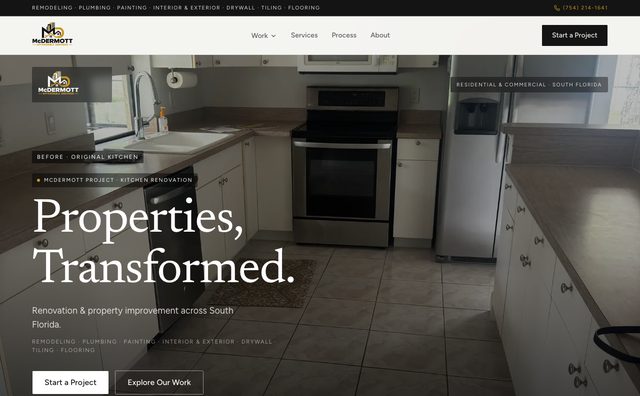 REMODELING · PLUMBING · PAINTING · INTERIOR & EXTERIOR · DRYWALL · TILING · FLOORING
(754) 214-1641
McDERMOTT
Work
Services
Process
About
Start a Project
McDERMOTT
RESIDENTIAL & COMMERCIAL · SOUTH FLORIDA
BEFORE · ORIGINAL KITCHEN
MCDERMOTT PROJECT · KITCHEN RENOVATION
Properties,
Transformed.
Renovation & property improvement across South
Florida.
REMODELING · PLUMBING · PAINTING · INTERIOR & EXTERIOR · DRYWALL ·
TILING · FLOORING
Start a Project
Explore Our Work